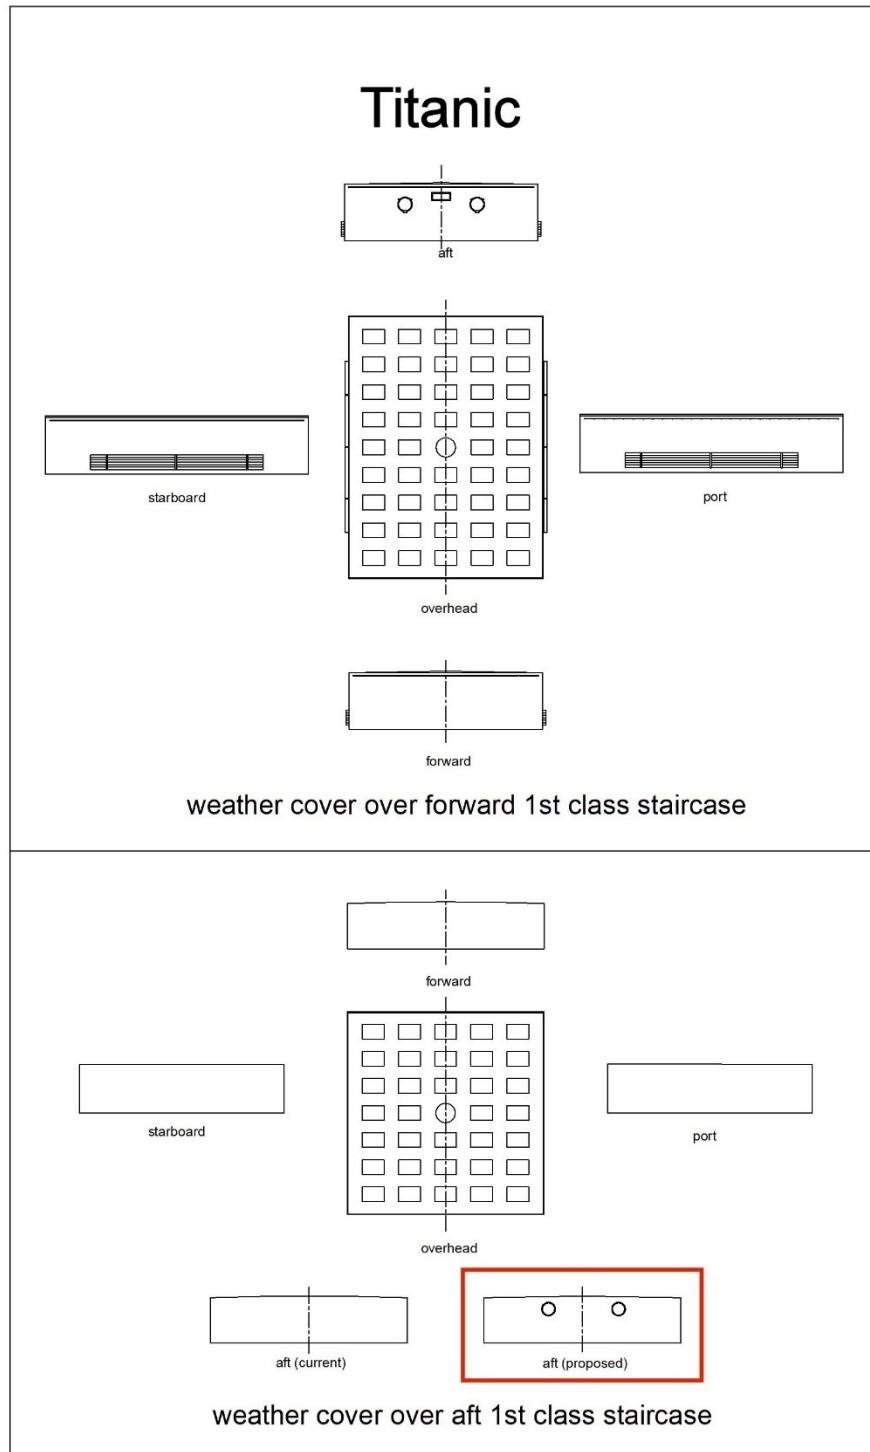 Titanic
aft
starboard
port
overhead
forward
weather cover over forward 1st class staircase
forward
starboard
port
overhead
aft (current)
aft (proposed)
weather cover over aft 1st class staircase